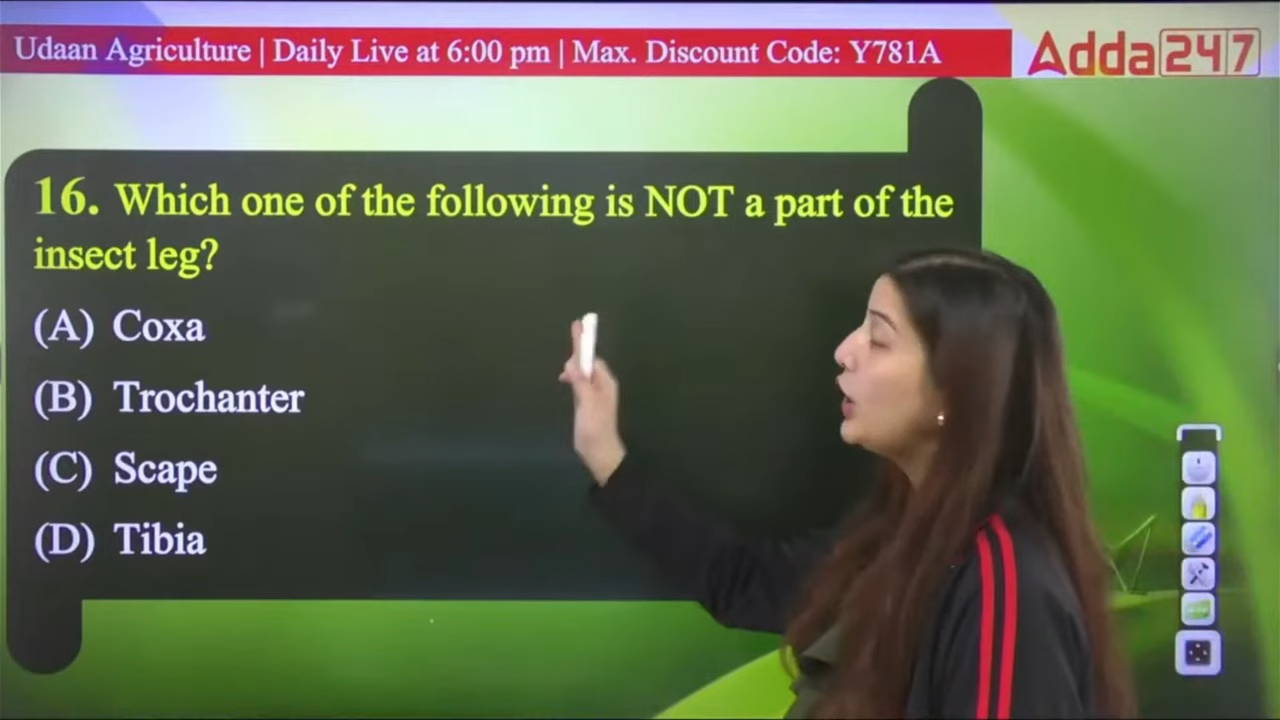 Udaan Agriculture | Daily Live at 6:00 pm | Max. Discount Code: Y781A
Adda247
16. Which one of the following is NOT a part of the
insect leg?
(A) Coxa
(B) Trochanter
(C) Scape
(D) Tibia